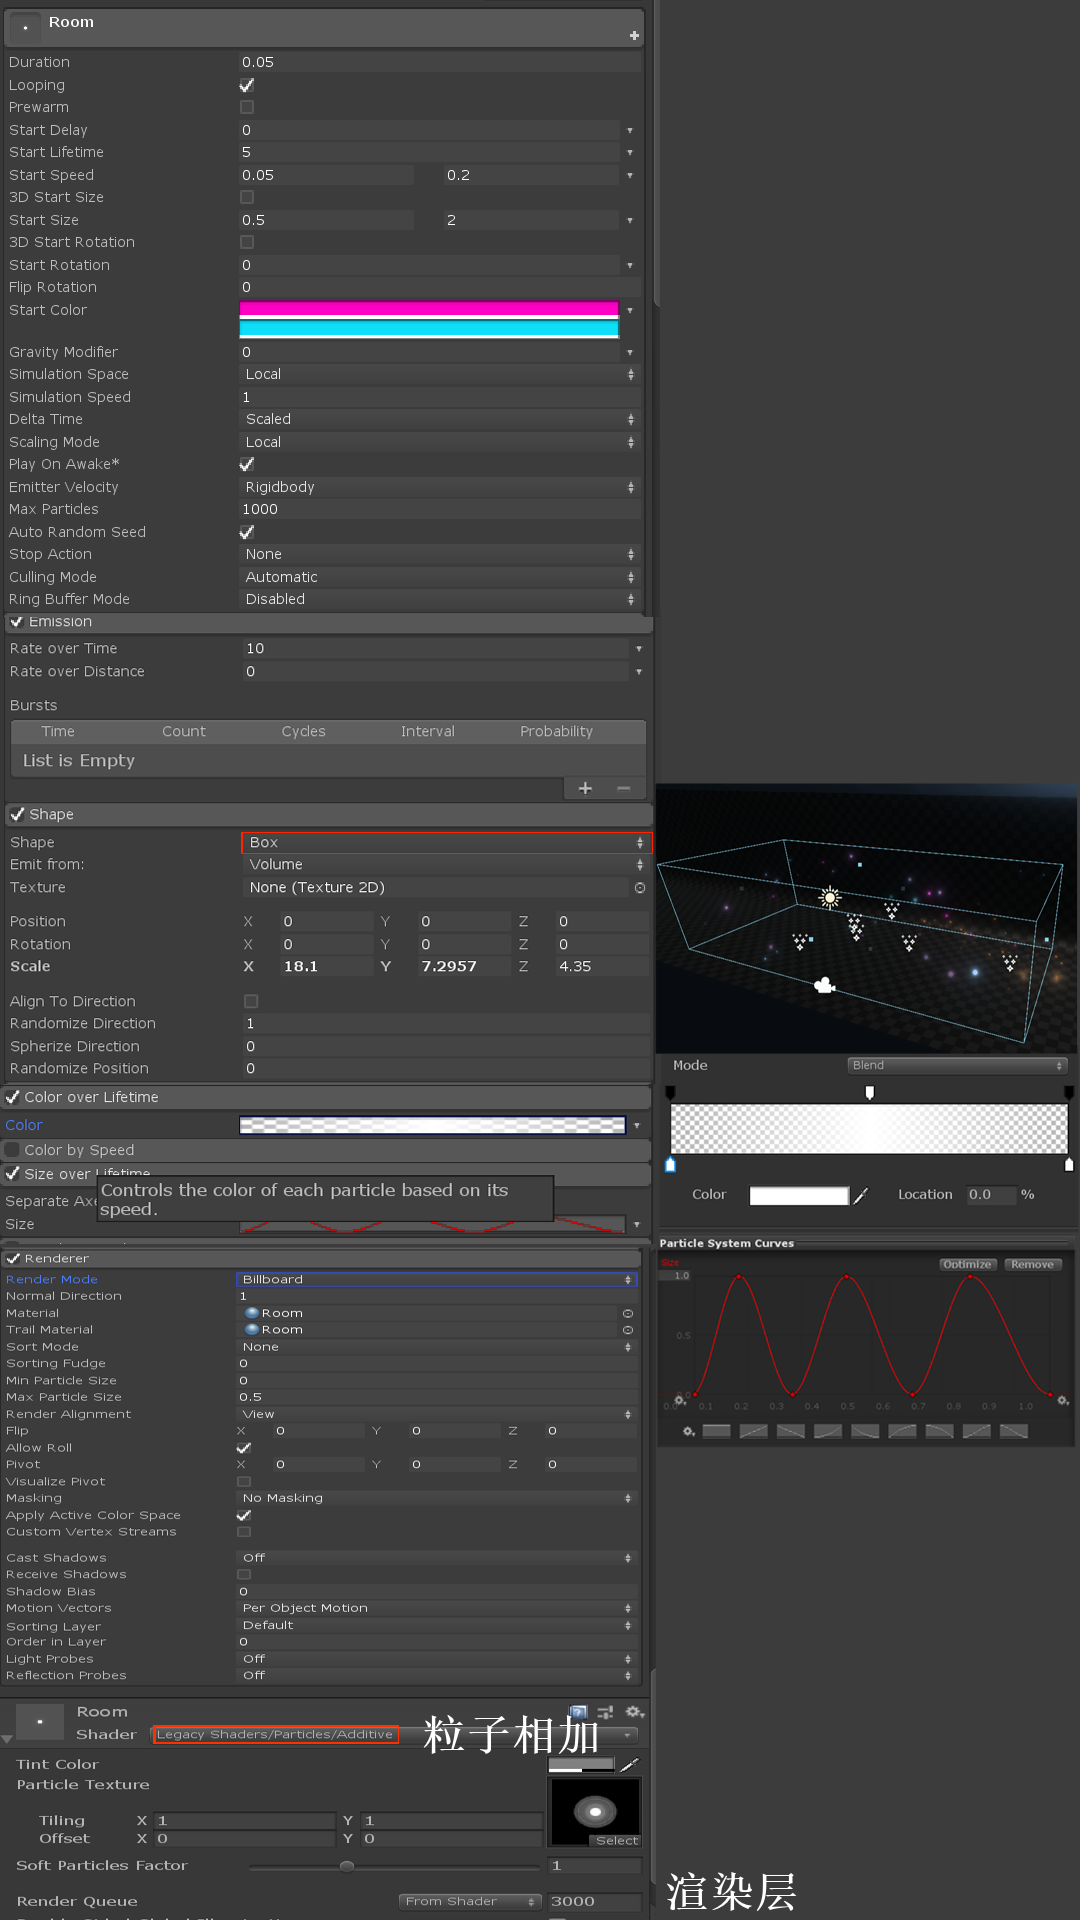 Room
Duration 0.05
Looping
Prewarm
Start Delay 0
Start Lifetime 5
Start Speed 0.05 0.2
3D Start Size
Start Size 0.5 2
3D Start Rotation
Start Rotation 0
Flip Rotation 0
Start Color
Gravity Modifier 0
Simulation Space Local
Simulation Speed 1
Delta Time Scaled
Scaling Mode Local
Play On Awake*
Emitter Velocity Rigidbody
Max Particles 1000
Auto Random Seed
Stop Action None
Culling Mode Automatic
Ring Buffer Mode Disabled
Emission
Rate over Time 10
Rate over Distance 0
Bursts
Time Count Cycles Interval Probability
List is Empty
Shape
Shape Box
Emit from: Volume
Texture None (Texture 2D)
Position X 0 Y 0 Z 0
Rotation X 0 Y 0 Z 0
Scale X 18.1 Y 7.2957 Z 4.35
Align To Direction
Randomize Direction 1
Spherize Direction 0
Randomize Position 0
Color over Lifetime
Color
Color by Speed
Size over Lifetime
Controls the color of each particle based on its
speed.
Separate Axe
Size
Mode Blend
Color Location 0.0 %
Particle System Curves
Optimize Remove
Size
1.0
0.5
0.0
0.0 0.1 0.2 0.3 0.4 0.5 0.6 0.7 0.8 0.9 1.0
Renderer
Render Mode Billboard
Normal Direction 1
Material Room
Trail Material Room
Sort Mode None
Sorting Fudge 0
Min Particle Size 0
Max Particle Size 0.5
Render Alignment View
Flip X 0 Y 0 Z 0
Allow Roll
Pivot X 0 Y 0 Z 0
Visualize Pivot
Masking No Masking
Apply Active Color Space
Custom Vertex Streams
Cast Shadows Off
Receive Shadows
Shadow Bias 0
Motion Vectors Per Object Motion
Sorting Layer Default
Order in Layer 0
Light Probes Off
Reflection Probes Off
Room
Shader Legacy Shaders/Particles/Additive 粒子相加
Tint Color
Particle Texture
Tiling X 1 Y 1
Offset X 0 Y 0
Select
Soft Particles Factor 1
Render Queue From Shader 3000
渲染层